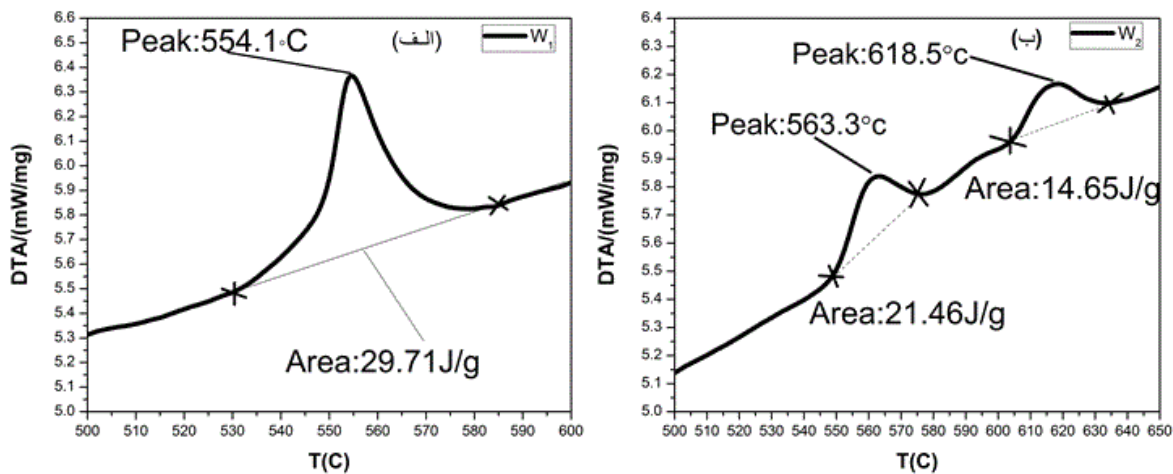 6.6
6.5
6.4
6.3
6.2
6.1
6.0
5.9
5.8
5.7
5.6
5.5
5.4
5.3
5.2
5.1
5.0
DTA/(mW/mg)
Peak:554.1°C
(الف)
W1
Area:29.71J/g
500 510 520 530 540 550 560 570 580 590 600
T(C)
6.4
6.3
6.2
6.1
6.0
5.9
5.8
5.7
5.6
5.5
5.4
5.3
5.2
5.1
5.0
DTA/(mW/mg)
(ب)
W2
Peak:618.5°c
Peak:563.3°c
Area:14.65J/g
Area:21.46J/g
500 510 520 530 540 550 560 570 580 590 600 610 620 630 640 650
T(C)